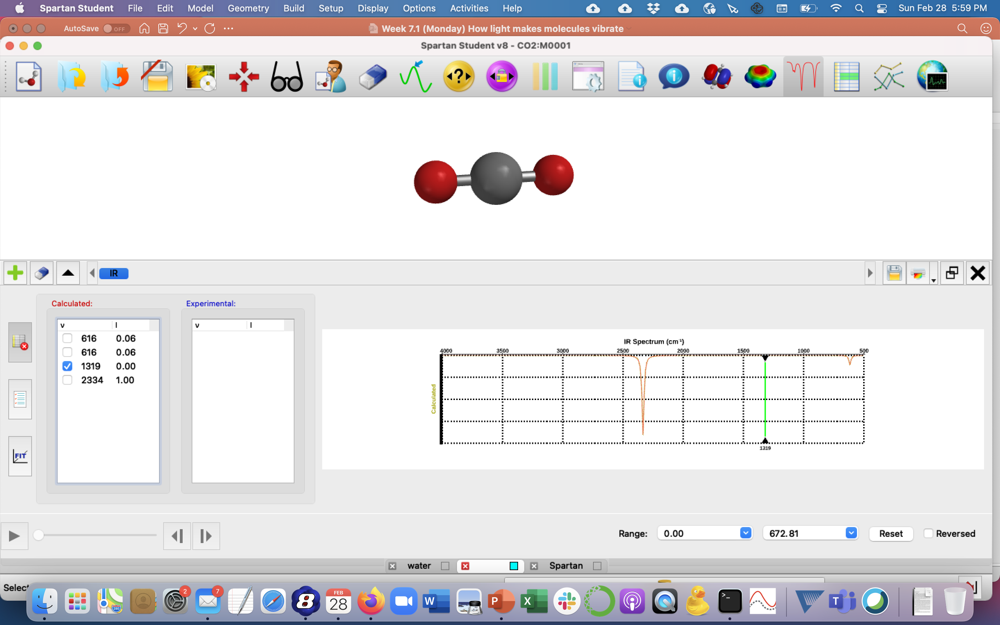 Spartan Student File Edit Model Geometry Build Setup Display Options Activities Help Sun Feb 28 5:59 PM
AutoSave OFF Week 7.1 (Monday) How light makes molecules vibrate
Spartan Student v8 - CO2:M0001
IR
Calculated: Experimental:
ν I ν I
616 0.06
616 0.06
1319 0.00
2334 1.00
FIT
IR Spectrum (cm⁻¹)
4000 3500 3000 2500 2000 1500 1000 500
Calculated
1319
Range: 0.00 672.81 Reset Reversed
water Spartan
Select
280 2 7 8 FEB 28 W P X >_ T